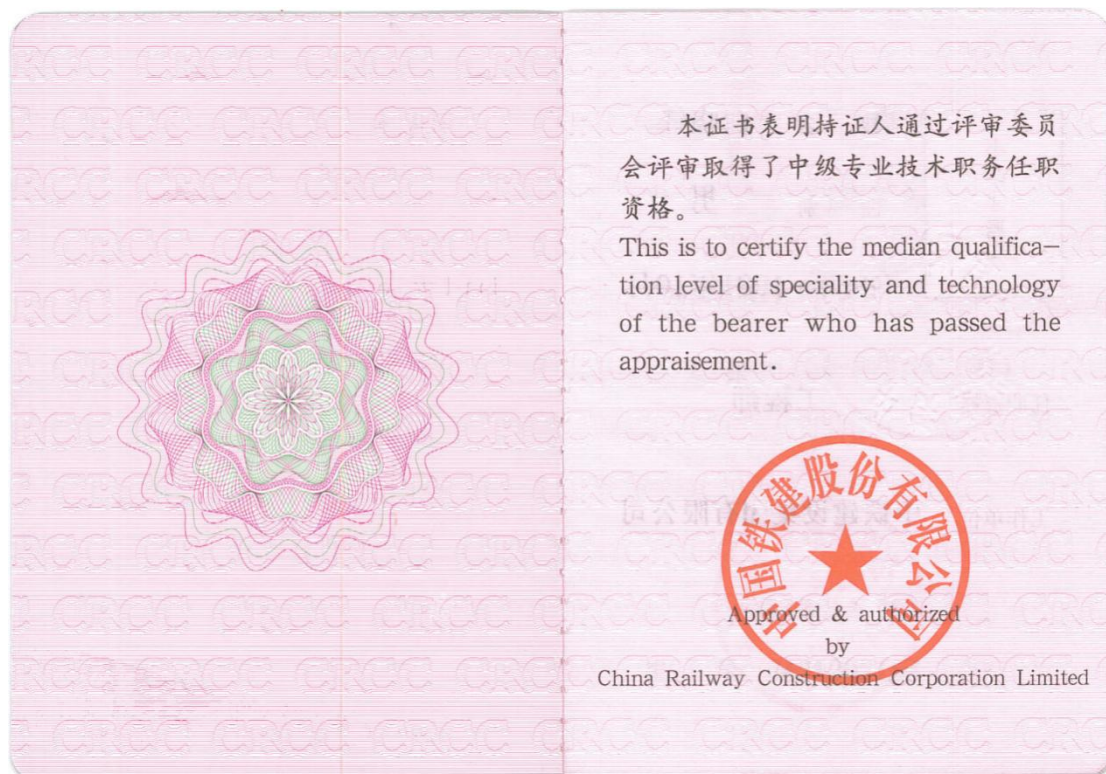 本证书表明持证人通过评审委员
会评审取得了中级专业技术职务任职
资格。
This is to certify the median qualifica-
tion level of speciality and technology
of the bearer who has passed the
appraisement.
中国铁建股份有限公司
Approved & authorized
by
China Railway Construction Corporation Limited
CRCC